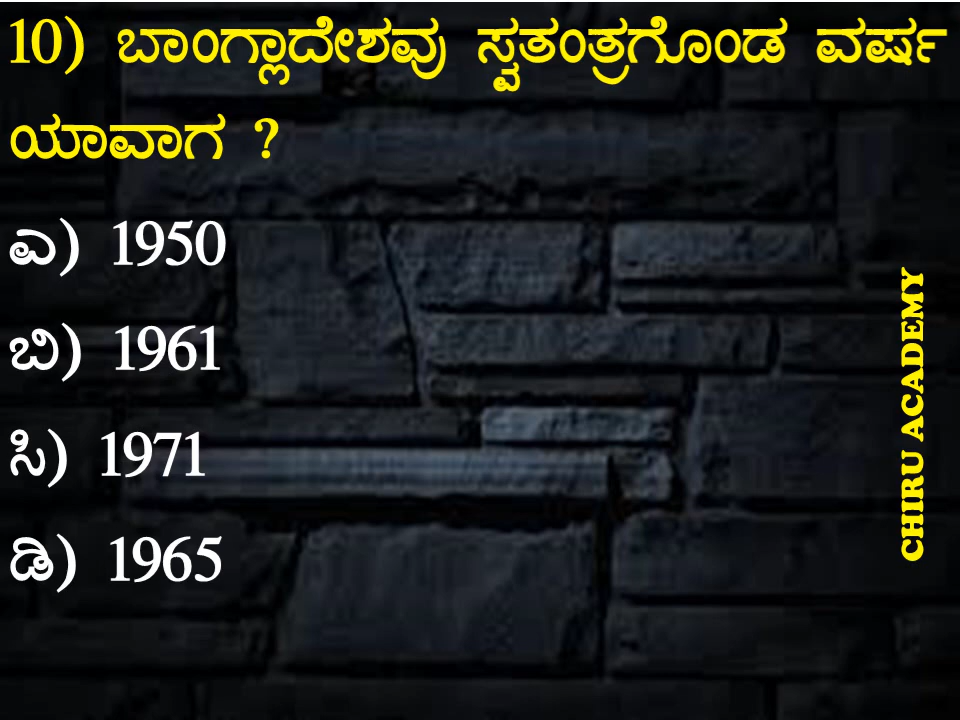 10) ಬಾಂಗ್ಲಾದೇಶವು ಸ್ವತಂತ್ರಗೊಂಡ ವರ್ಷ
ಯಾವಾಗ ?
ಎ) 1950
ಬಿ) 1961
ಸಿ) 1971
ಡಿ) 1965
CHIRU ACADEMY